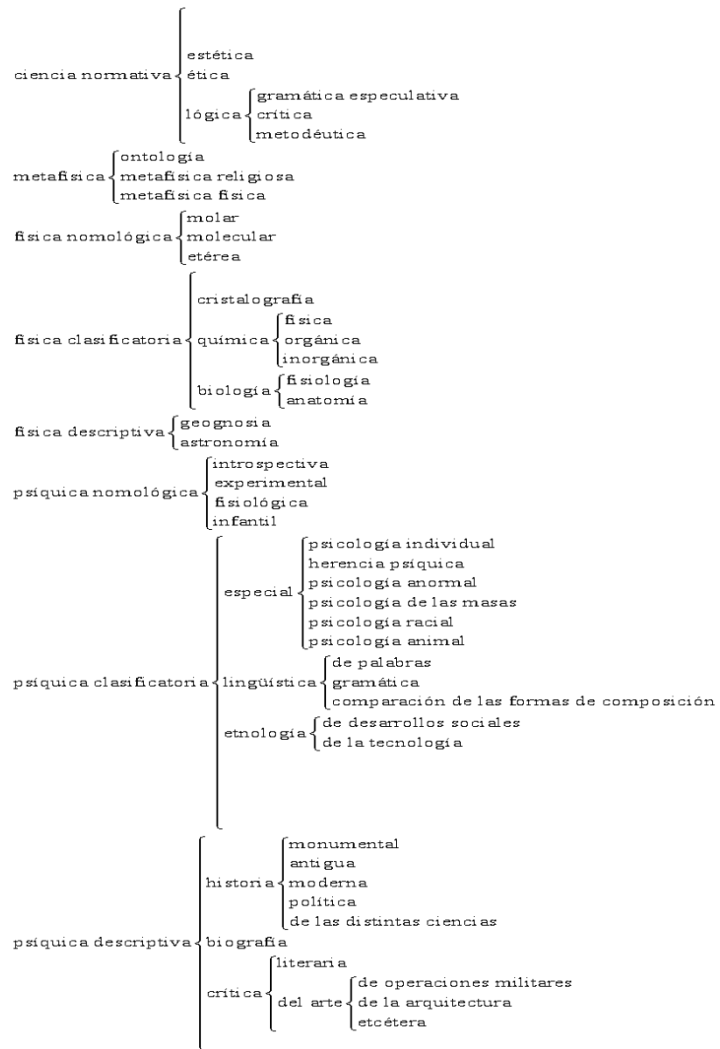 estética
ciencia normativa ética
gramática especulativa
lógica crítica
metodéutica
ontología
metafísica metafísica religiosa
metafísica física
molar
física nomológica molecular
etérea
cristalografía
física
física clasificatoria química orgánica
inorgánica
biología fisiología
anatomía
física descriptiva geognosia
astronomía
introspectiva
psíquica nomológica experimental
fisiológica
infantil
psicología individual
herencia psíquica
especial psicología anormal
psicología de las masas
psicología racial
psicología animal
de palabras
psíquica clasificatoria lingüística gramática
comparación de las formas de composición
etnología de desarrollos sociales
de la tecnología
monumental
antigua
historia moderna
política
de las distintas ciencias
psíquica descriptiva biografía
literaria
crítica de operaciones militares
del arte de la arquitectura
etcétera